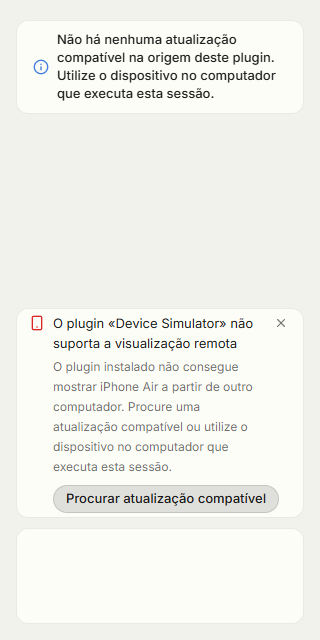 Não há nenhuma atualização
compatível na origem deste plugin.
Utilize o dispositivo no computador
que executa esta sessão.
O plugin «Device Simulator» não
suporta a visualização remota
O plugin instalado não consegue
mostrar iPhone Air a partir de outro
computador. Procure uma
atualização compatível ou utilize o
dispositivo no computador que
executa esta sessão.
Procurar atualização compatível